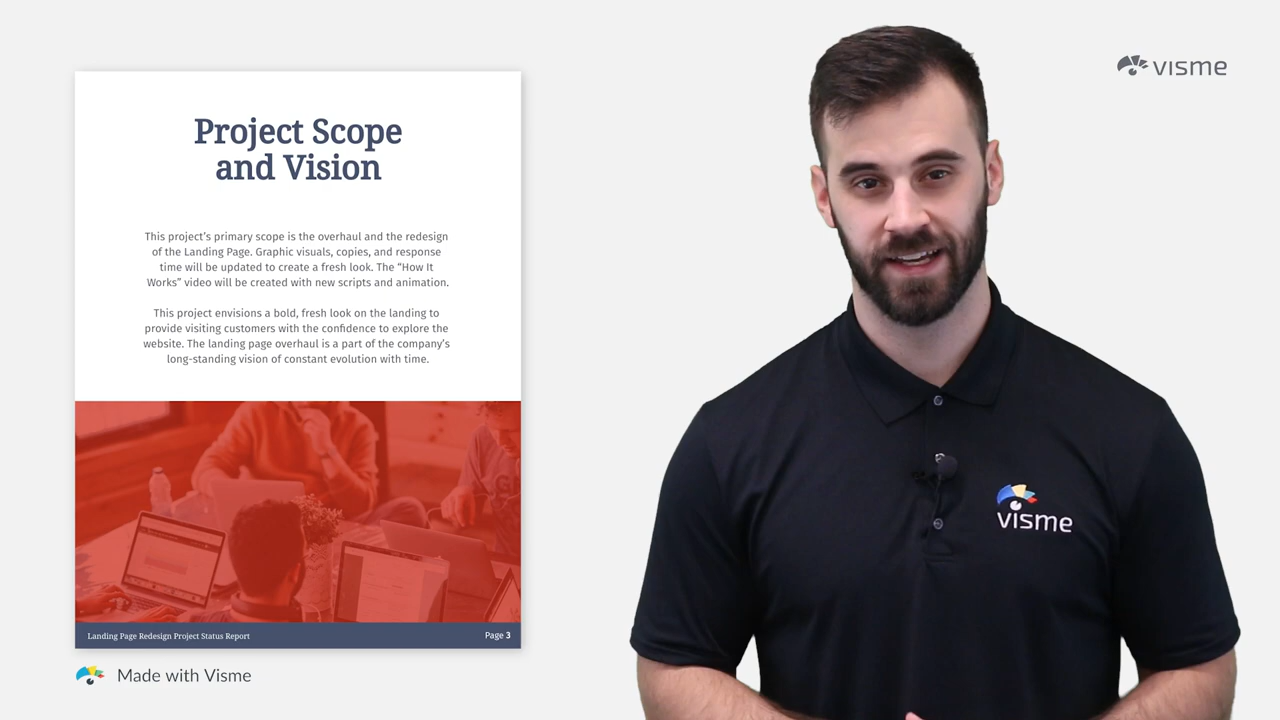 Project Scope
and Vision
This project’s primary scope is the overhaul and the redesign
of the Landing Page. Graphic visuals, copies, and response
time will be updated to create a fresh look. The “How It
Works” video will be created with new scripts and animation.
This project envisions a bold, fresh look on the landing to
provide visiting customers with the confidence to explore the
website. The landing page overhaul is a part of the company’s
long-standing vision of constant evolution with time.
Landing Page Redesign Project Status Report
Page 3
Made with Visme
visme
visme